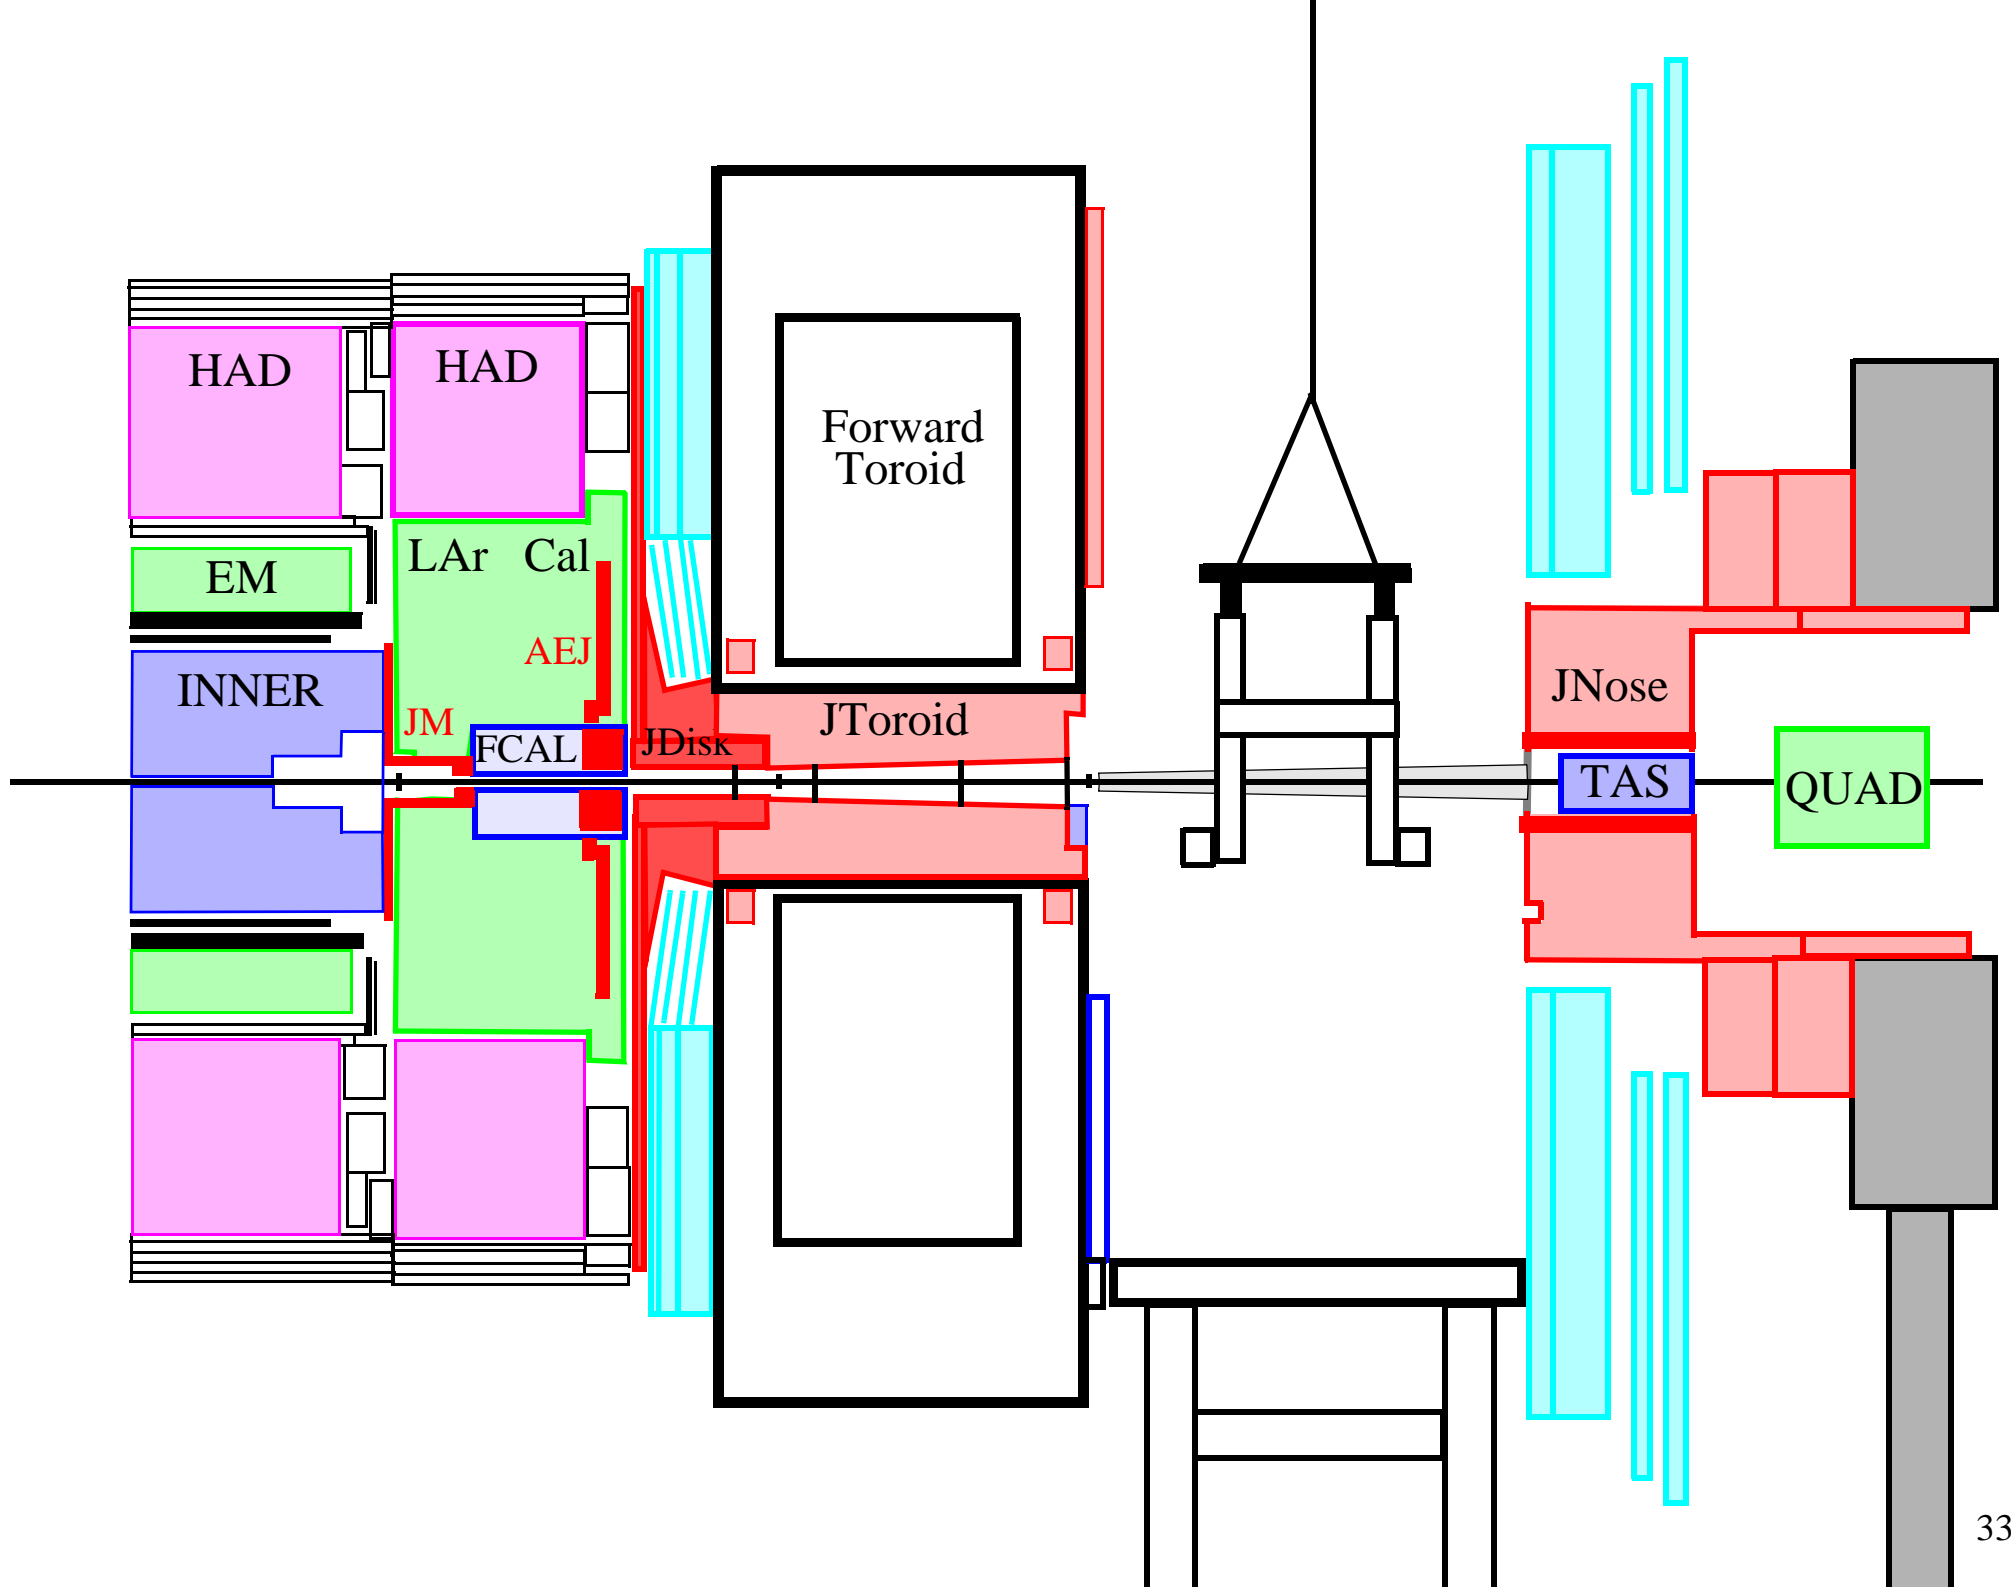 HAD
HAD
Forward
Toroid
LAr Cal
EM
AEJ
INNER
JM
FCAL
JDisk
JToroid
JNose
TAS
QUAD
33